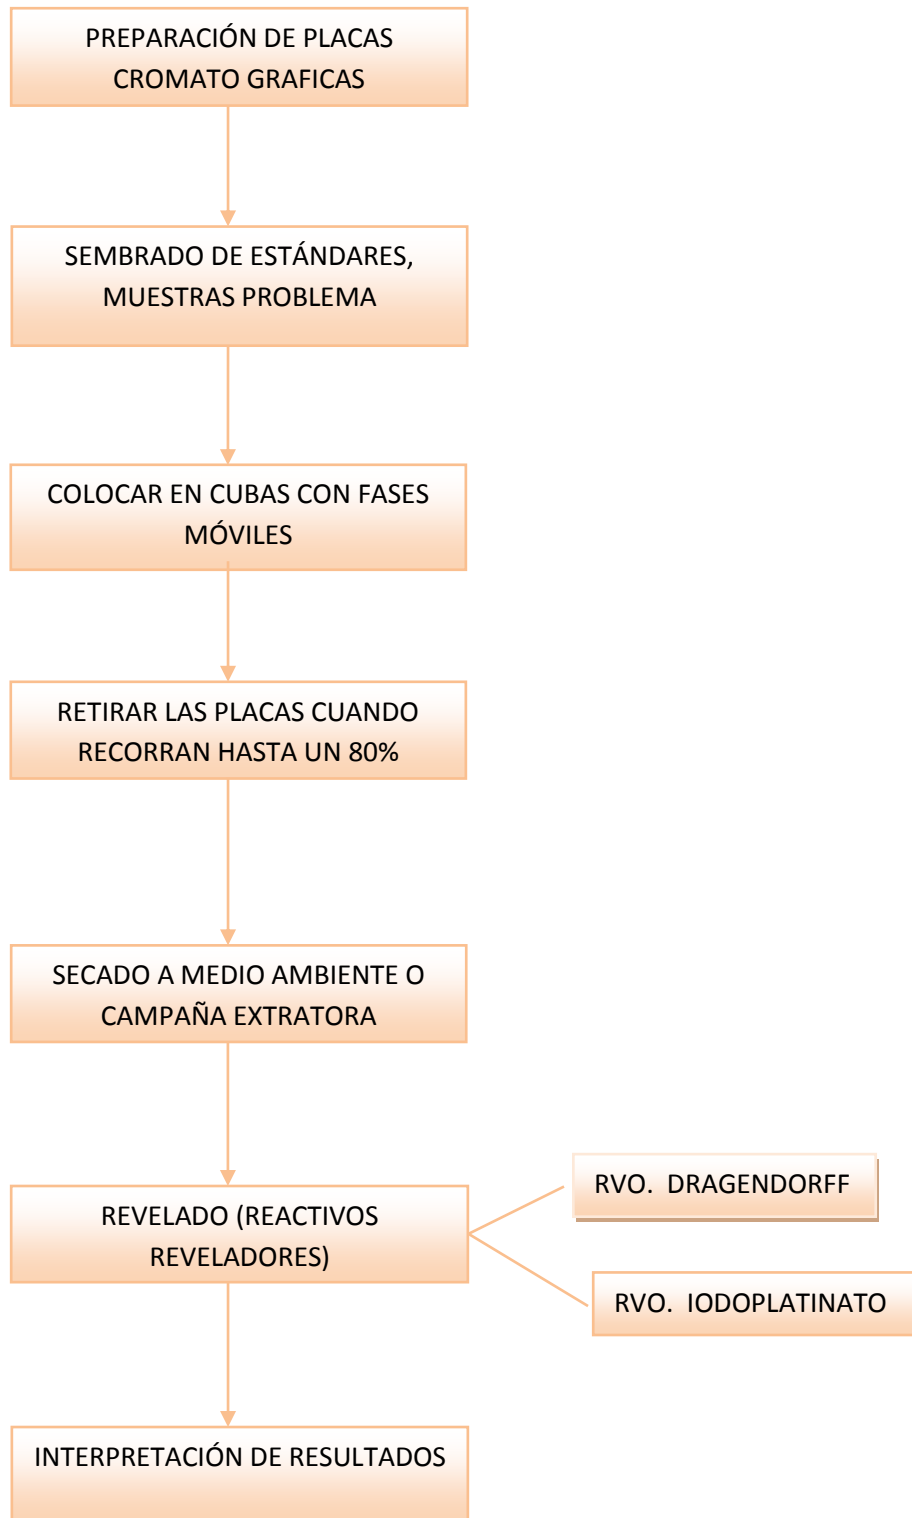 PREPARACIÓN DE PLACAS
CROMATO GRAFICAS
SEMBRADO DE ESTÁNDARES,
MUESTRAS PROBLEMA
COLOCAR EN CUBAS CON FASES
MÓVILES
RETIRAR LAS PLACAS CUANDO
RECORRAN HASTA UN 80%
SECADO A MEDIO AMBIENTE O
CAMPAÑA EXTRATORA
REVELADO (REACTIVOS
REVELADORES)
RVO. DRAGENDORFF
RVO. IODOPLATINATO
INTERPRETACIÓN DE RESULTADOS